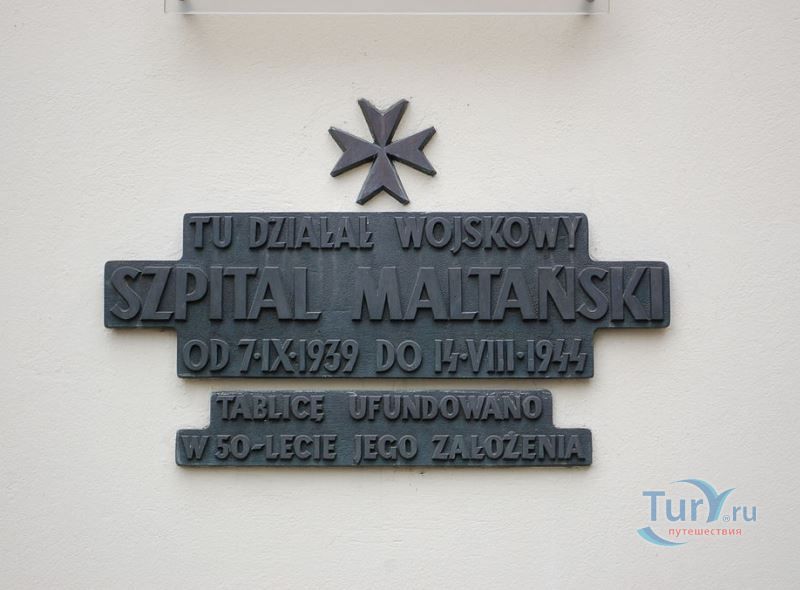 TU DZIAŁAŁ WOJSKOWY
SZPITAL MALTAŃSKI
OD 7·IX·1939 DO 14·VIII·1944
TABLICĘ UFUNDOWANO
W 50-LECIE JEGO ZAŁOŻENIA
Tury®.ru
путешествия